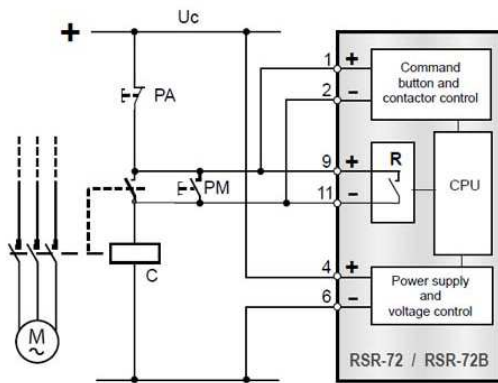 + Uc
PA
PM
C
M
~
1 +
2 −
9 +
11 −
4 +
6 −
Command
button and
contactor control
R
CPU
Power supply
and
voltage control
RSR-72 / RSR-72B